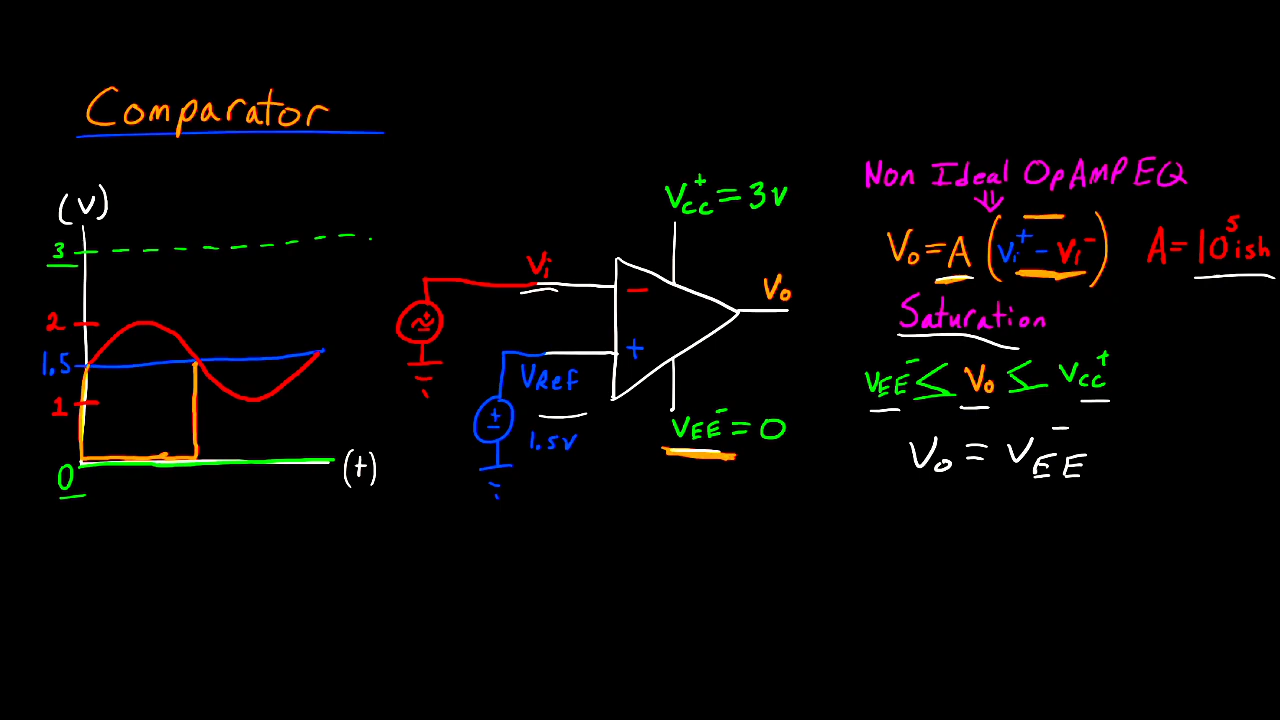 Comparator
(V)
3
2
1.5
1
0
(t)
Vi
VRef
1.5V
VCC+ = 3V
−
+
Vo
VEE− = 0
Non Ideal OpAMP EQ
Vo = A (Vi+ − Vi−) A = 10^5 ish
Saturation
VEE− ≤ Vo ≤ VCC+
Vo = VEE−